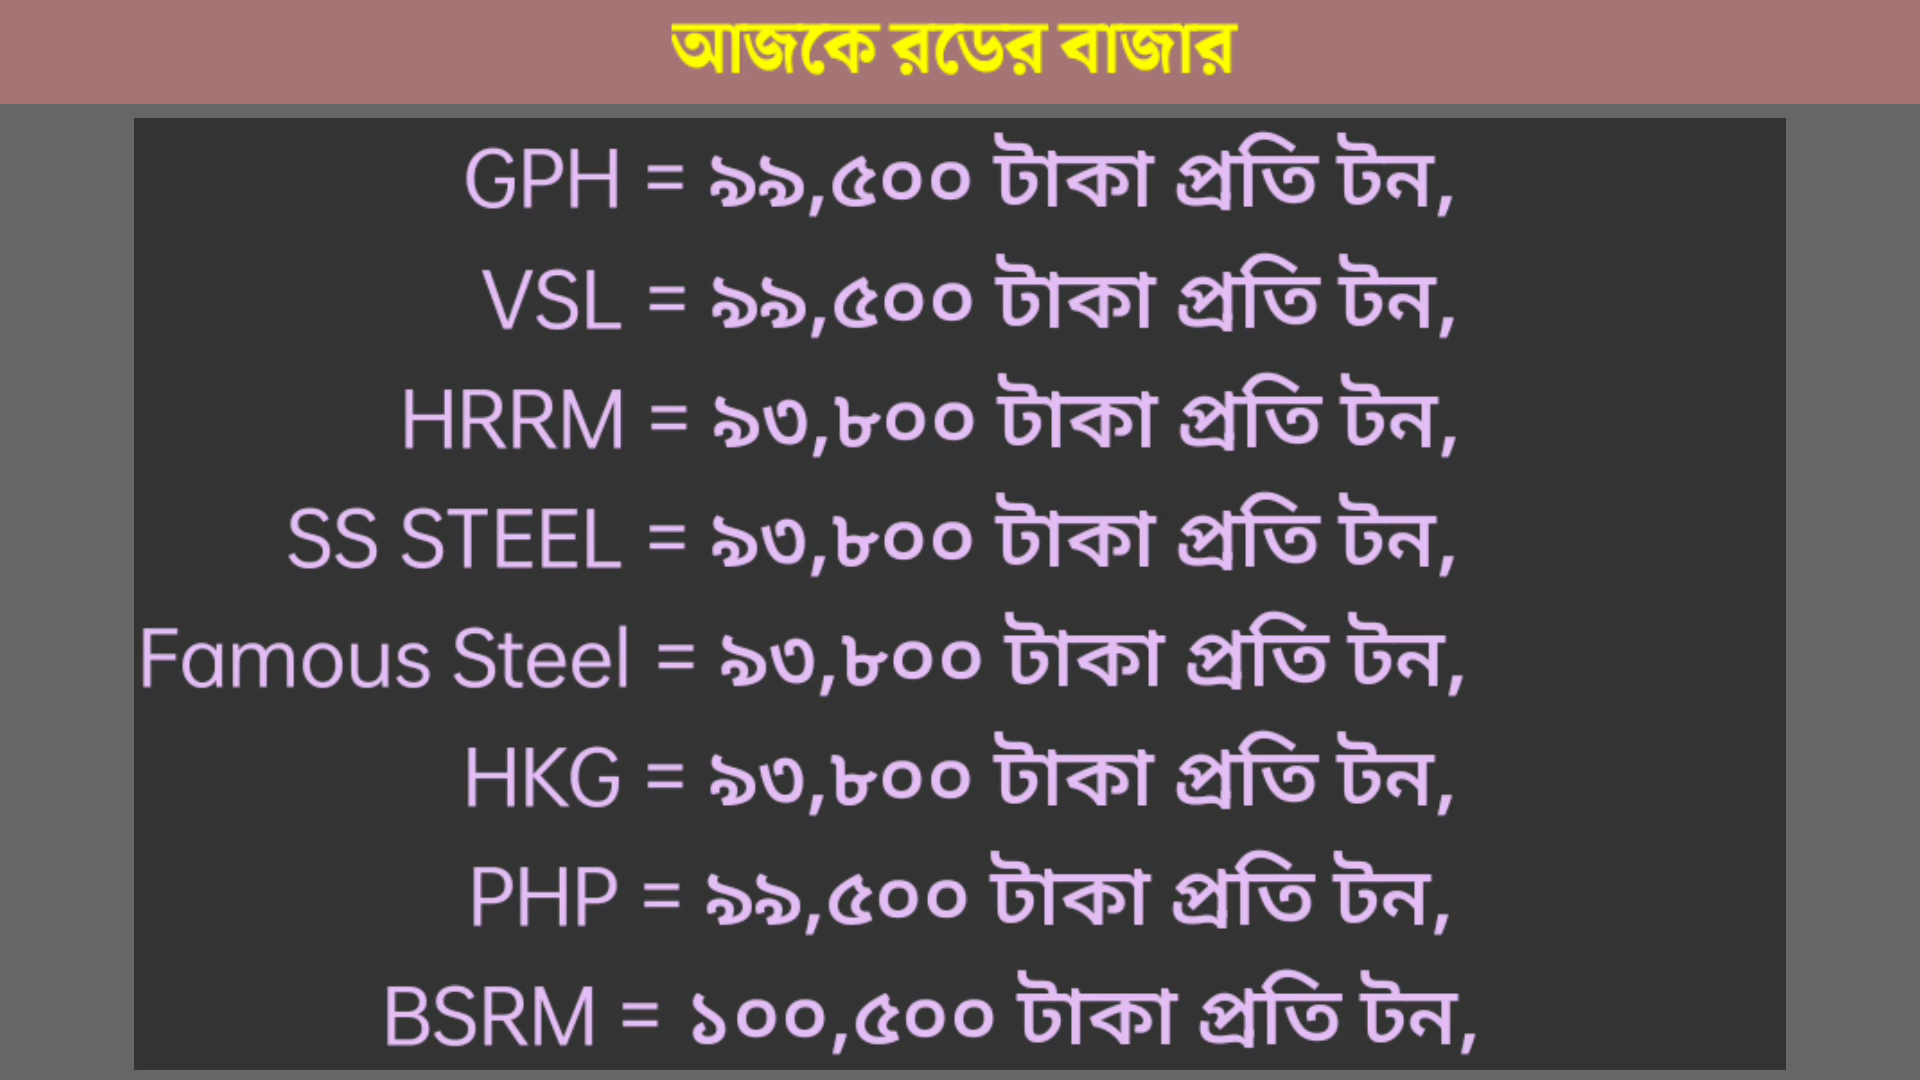 আজকে রডের বাজার
GPH = ৯৯,৫০০ টাকা প্রতি টন,
VSL = ৯৯,৫০০ টাকা প্রতি টন,
HRRM = ৯৩,৮০০ টাকা প্রতি টন,
SS STEEL = ৯৩,৮০০ টাকা প্রতি টন,
Famous Steel = ৯৩,৮০০ টাকা প্রতি টন,
HKG = ৯৩,৮০০ টাকা প্রতি টন,
PHP = ৯৯,৫০০ টাকা প্রতি টন,
BSRM = ১০০,৫০০ টাকা প্রতি টন,